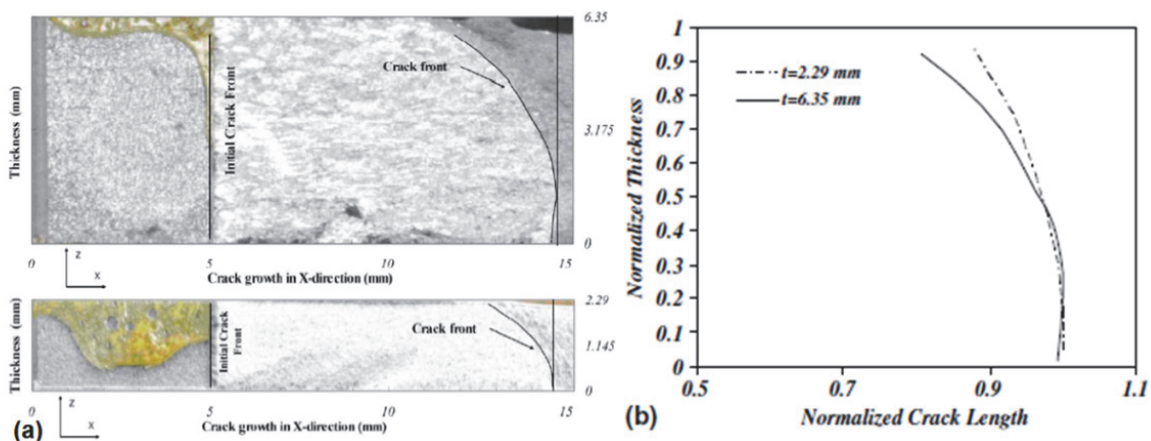 6.35
3.175
0
Thickness (mm)
Initial Crack Front
Crack front
z
x
0
5
10
15
Crack growth in X-direction (mm)
2.29
1.145
0
Thickness (mm)
Initial Crack
Front
Crack front
z
x
0
5
10
15
Crack growth in X-direction (mm)
(a)
1
0.9
0.8
0.7
0.6
0.5
0.4
0.3
0.2
0.1
0
Normalized Thickness
t=2.29 mm
t=6.35 mm
0.5
0.7
0.9
1.1
Normalized Crack Length
(b)